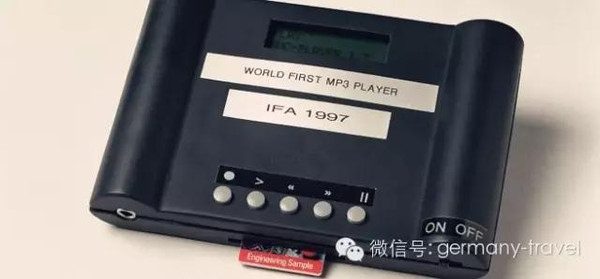 WORLD FIRST MP3 PLAYER
IFA 1997
ON OFF
Engineering Sample
微信号: germany-travel